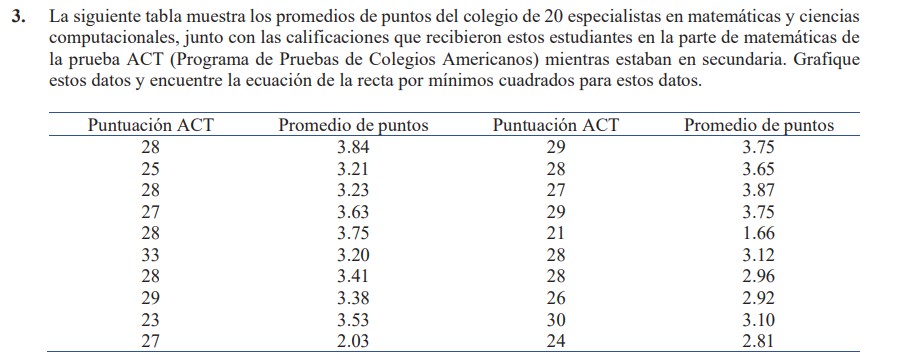 3. La siguiente tabla muestra los promedios de puntos del colegio de 20 especialistas en matemáticas y ciencias
computacionales, junto con las calificaciones que recibieron estos estudiantes en la parte de matemáticas de
la prueba ACT (Programa de Pruebas de Colegios Americanos) mientras estaban en secundaria. Grafique
estos datos y encuentre la ecuación de la recta por mínimos cuadrados para estos datos.
Puntuación ACT Promedio de puntos Puntuación ACT Promedio de puntos
28 3.84 29 3.75
25 3.21 28 3.65
28 3.23 27 3.87
27 3.63 29 3.75
28 3.75 21 1.66
33 3.20 28 3.12
28 3.41 28 2.96
29 3.38 26 2.92
23 3.53 30 3.10
27 2.03 24 2.81